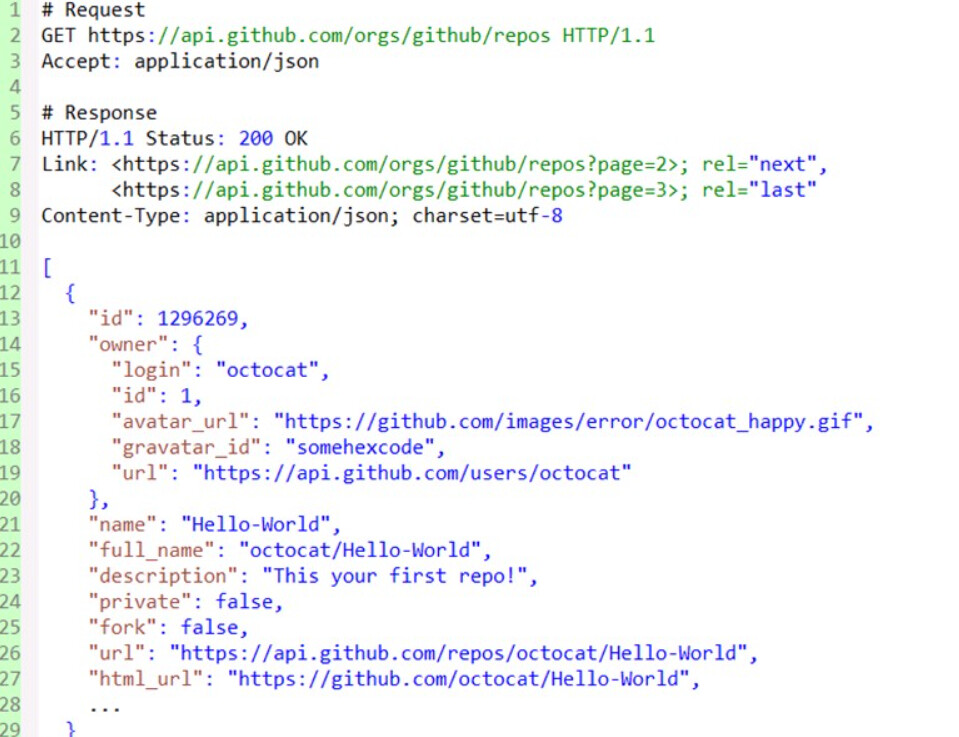 1 # Request
2 GET https://api.github.com/orgs/github/repos HTTP/1.1
3 Accept: application/json
4
5 # Response
6 HTTP/1.1 Status: 200 OK
7 Link: <https://api.github.com/orgs/github/repos?page=2>; rel="next",
8       <https://api.github.com/orgs/github/repos?page=3>; rel="last"
9 Content-Type: application/json; charset=utf-8
10
11 [
12   {
13     "id": 1296269,
14     "owner": {
15       "login": "octocat",
16       "id": 1,
17       "avatar_url": "https://github.com/images/error/octocat_happy.gif",
18       "gravatar_id": "somehexcode",
19       "url": "https://api.github.com/users/octocat"
20     },
21     "name": "Hello-World",
22     "full_name": "octocat/Hello-World",
23     "description": "This your first repo!",
24     "private": false,
25     "fork": false,
26     "url": "https://api.github.com/repos/octocat/Hello-World",
27     "html_url": "https://github.com/octocat/Hello-World",
28     ...
29   }